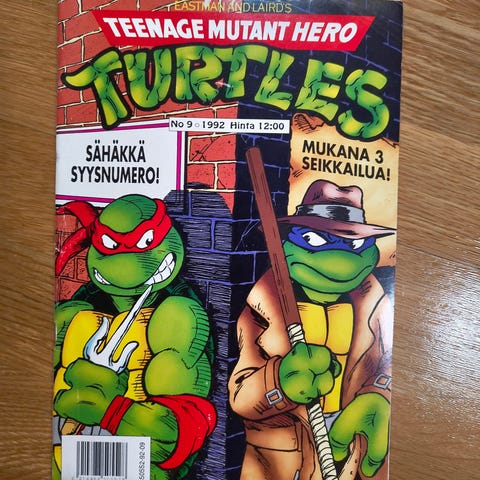 EASTMAN AND LAIRD'S
TEENAGE MUTANT HERO
TURTLES
No 9 ○ 1992 Hinta 12:00
SÄHÄKKÄ
SYYSNUMERO!
MUKANA 3
SEIKKAILUA!